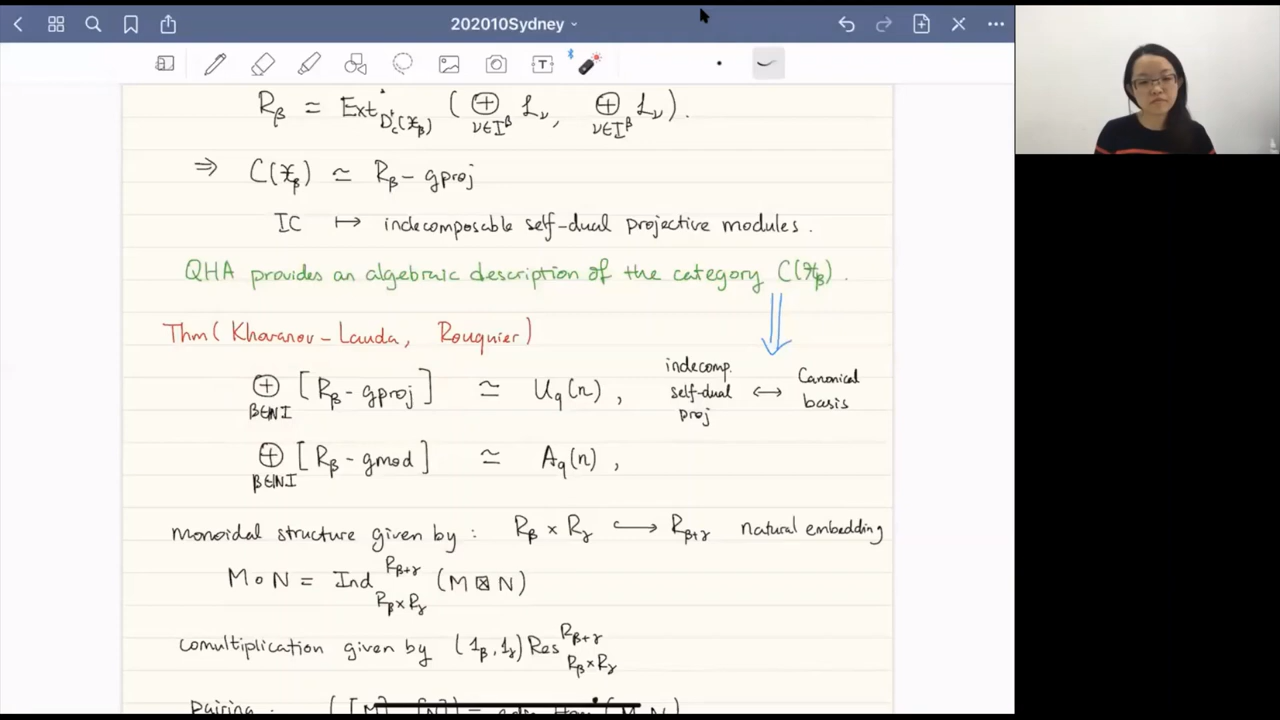 202010Sydney
R_β ≃ Ext^•_{D^b_c(𝔛_β)} ( ⊕_{ν∈I^β} 𝓛_ν , ⊕_{ν∈I^β} 𝓛_ν ).
⇒ C(𝔛_β) ≃ R_β - gproj
IC ↦ indecomposable self-dual projective modules.
QHA provides an algebraic description of the category C(𝔛_β).
Thm (Khovanov-Lauda, Rouquier)
⊕_{β∈ℕI} [R_β - gproj] ≃ U_q(n), indecomp. self-dual proj ↔ Canonical basis
⊕_{β∈ℕI} [R_β - gmod] ≃ A_q(n),
monoidal structure given by: R_β × R_γ ↪ R_{β+γ} natural embedding
M ∘ N = Ind^{R_{β+γ}}_{R_β×R_γ} (M ⊠ N)
comultiplication given by (1_β, 1_γ) Res^{R_{β+γ}}_{R_β×R_γ}
pairing: